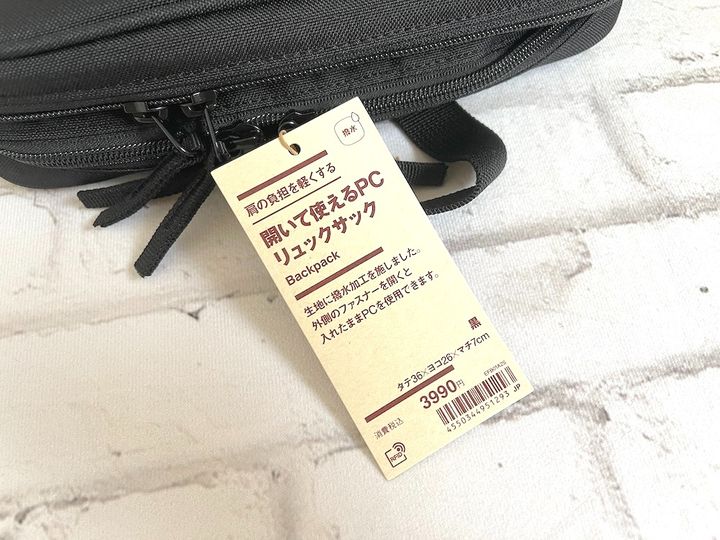 撥水
肩の負担を軽くする
開いて使えるPC
リュックサック
Backpack
生地に撥水加工を施しました。
外側のファスナーを開くと
入れたままPCを使用できます。
黒
タテ36×ヨコ26×マチ7cm
消費税込 3990円
4550344951293 JP
RFID